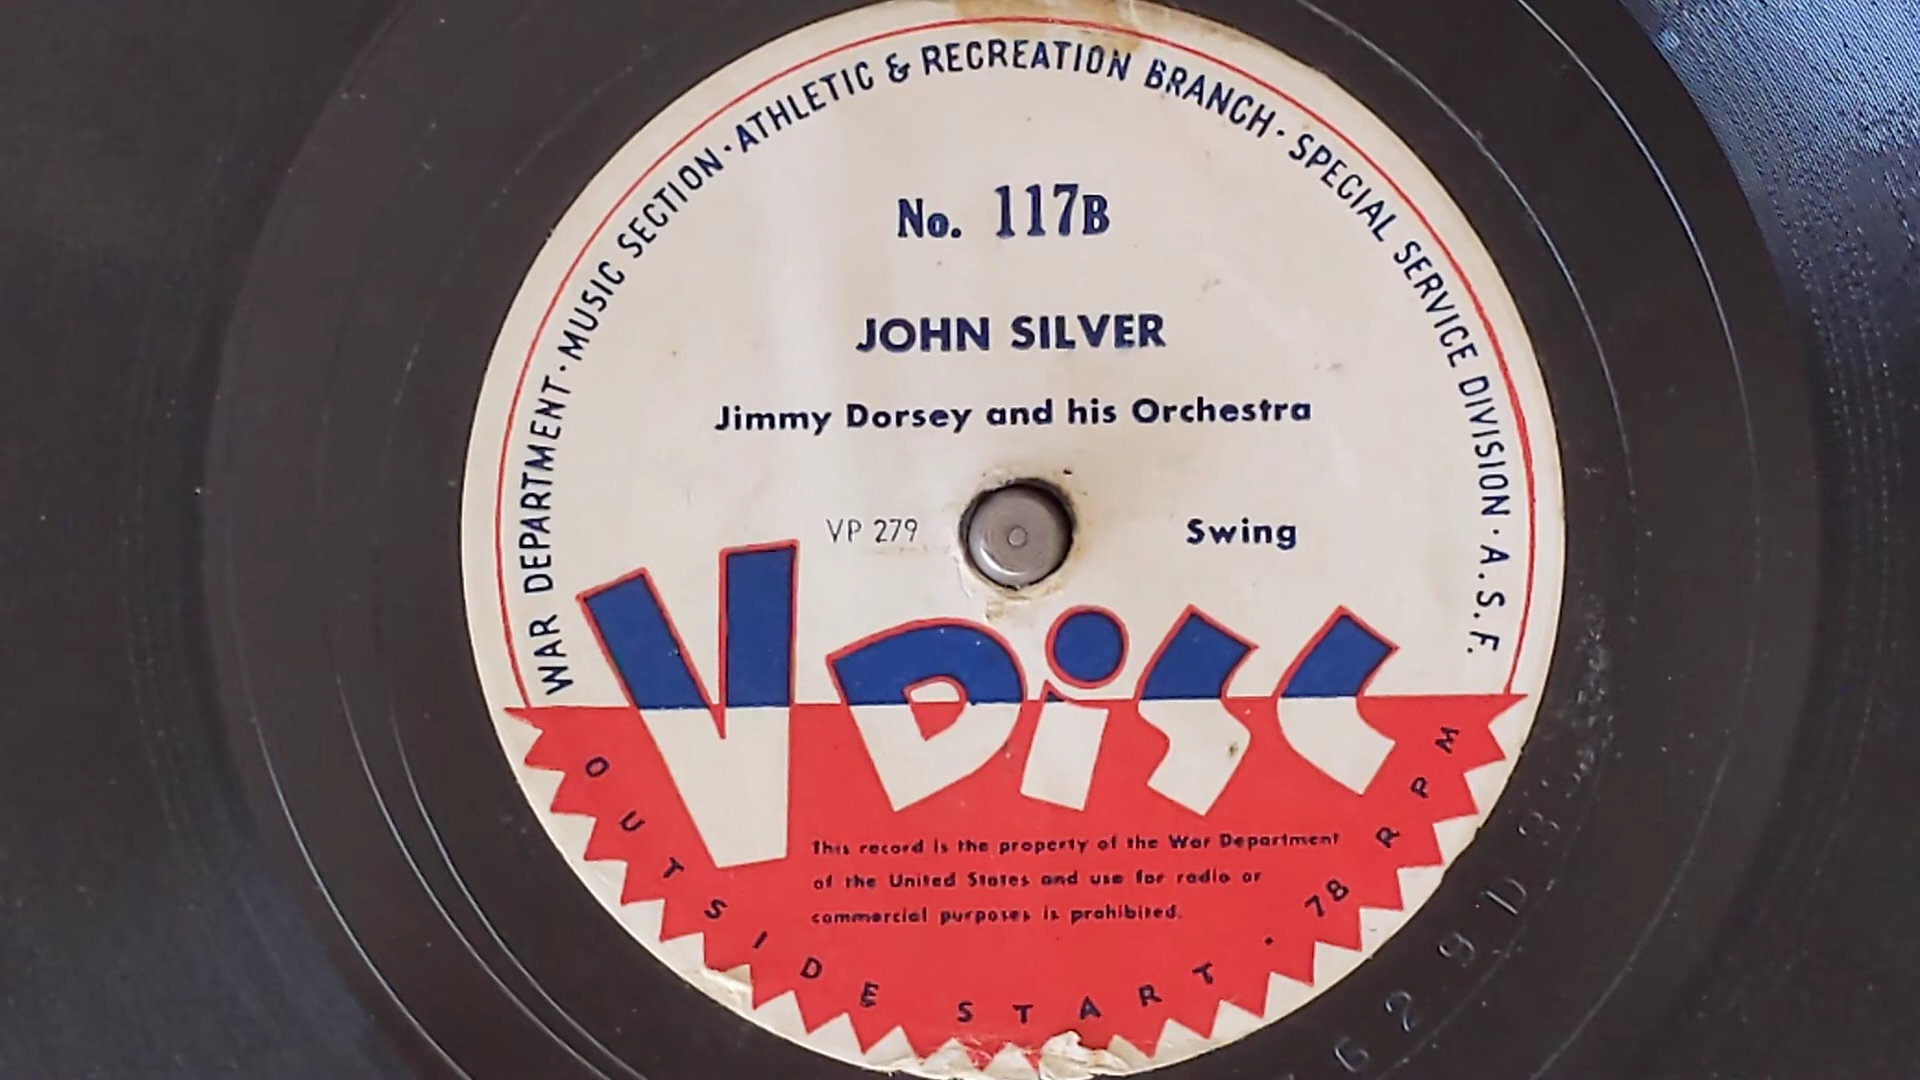 WAR DEPARTMENT · MUSIC SECTION · ATHLETIC & RECREATION BRANCH · SPECIAL SERVICE DIVISION · A.S.F.
No. 117B
JOHN SILVER
Jimmy Dorsey and his Orchestra
VP 279 Swing
V DiSC
This record is the property of the War Department
of the United States and use for radio or
commercial purposes is prohibited.
OUTSIDE START · 78 RPM